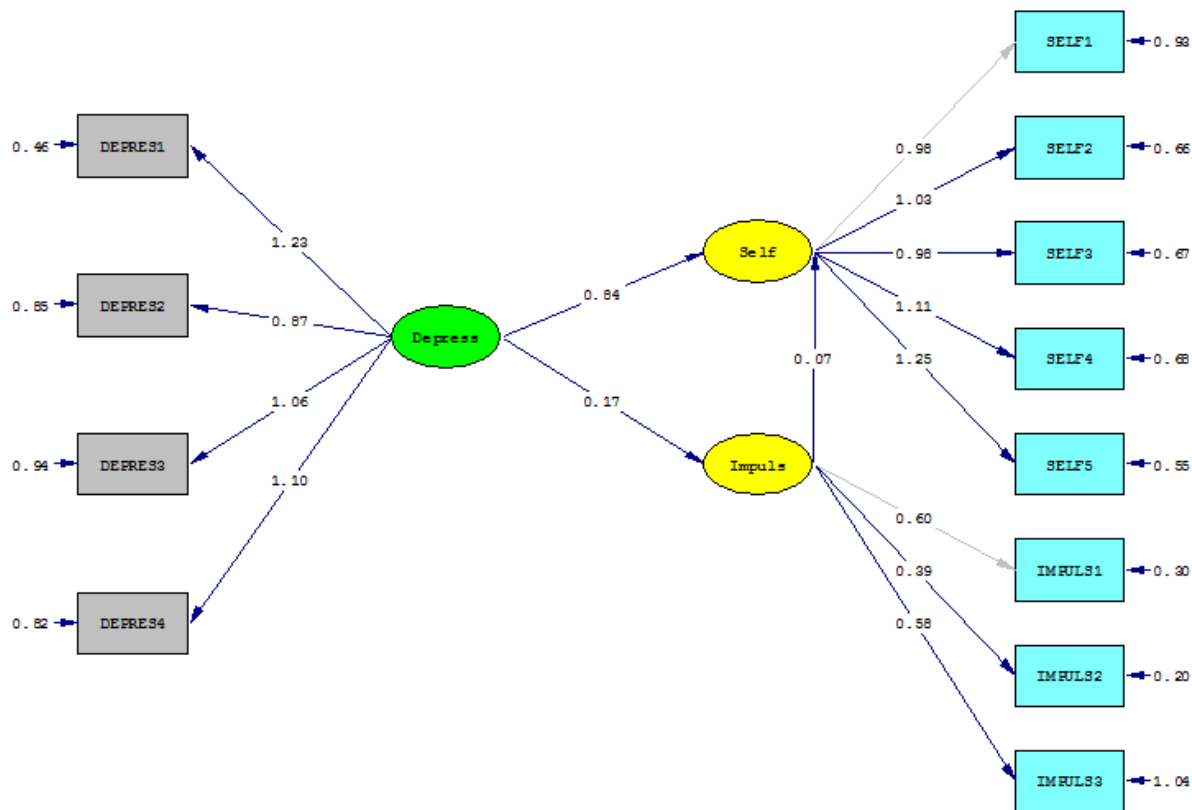 SELF1
0.93
0.46
DEPRES1
0.98
SELF2
0.66
1.03
1.23
Self
SELF3
0.67
0.98
0.85
DEPRES2
0.87
0.84
1.11
Depress
SELF4
0.68
0.07
1.25
1.06
0.17
0.94
DEPRES3
Impuls
SELF5
0.55
1.10
0.60
IMPULS1
0.30
0.39
0.82
DEPRES4
0.58
IMPULS2
0.20
IMPULS3
1.04